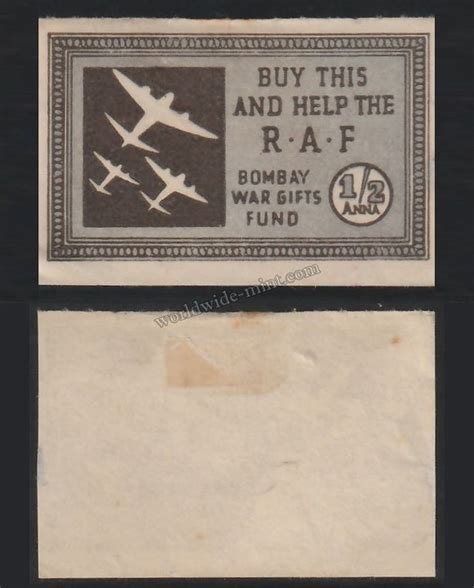 BUY THIS
AND HELP THE
R·A·F
BOMBAY
WAR GIFTS
FUND
1/2
ANNA
worldwide-mint.com